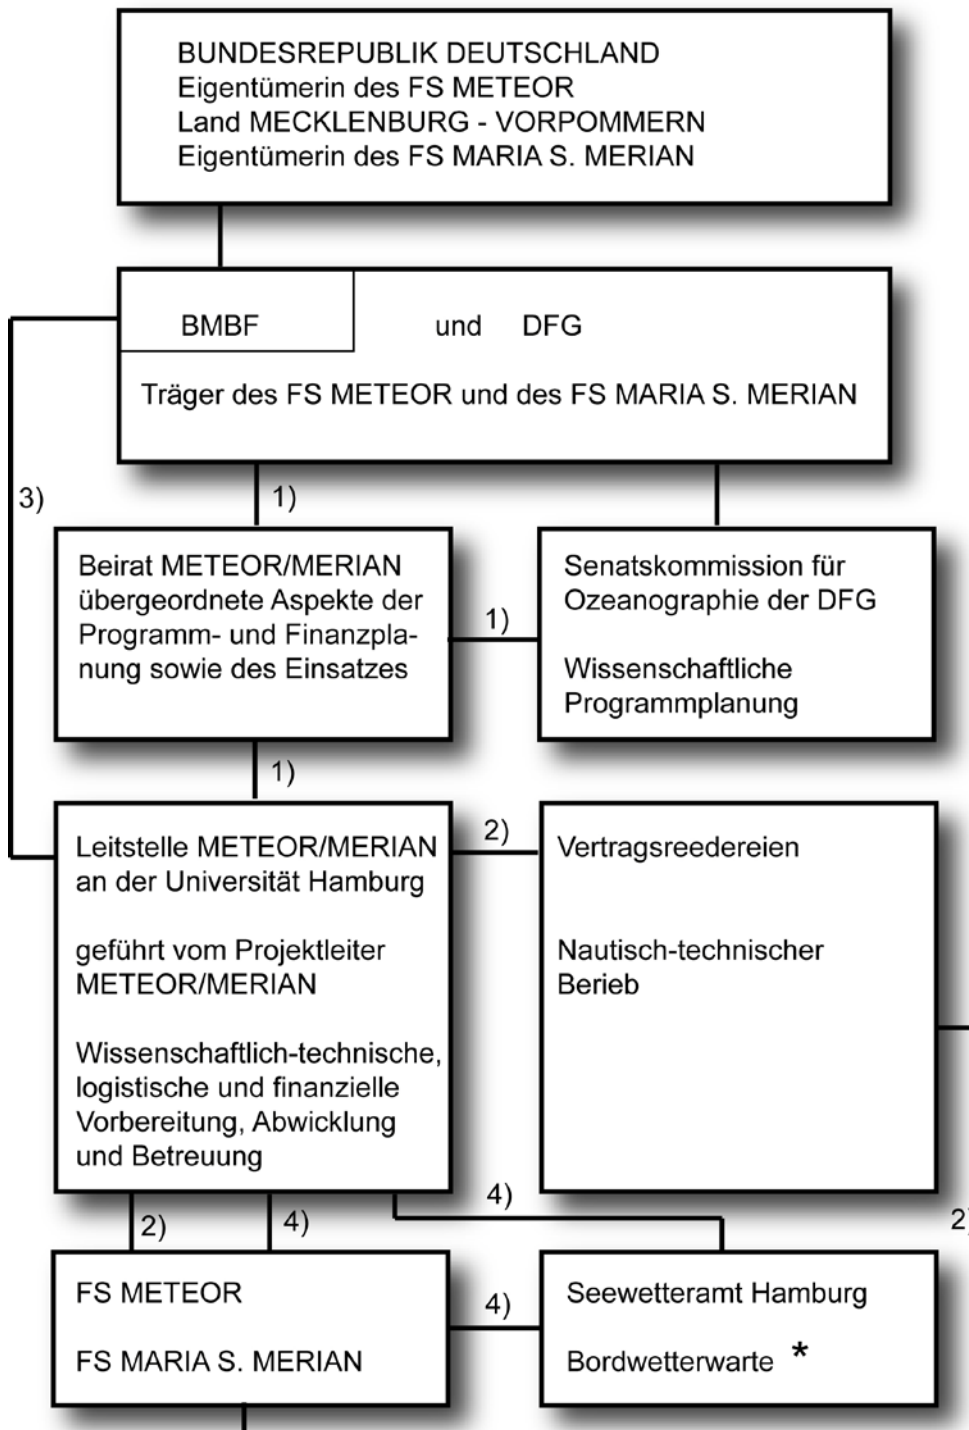 BUNDESREPUBLIK DEUTSCHLAND
Eigentümerin des FS METEOR
Land MECKLENBURG - VORPOMMERN
Eigentümerin des FS MARIA S. MERIAN
BMBF und DFG
Träger des FS METEOR und des FS MARIA S. MERIAN
3)
1)
Beirat METEOR/MERIAN
übergeordnete Aspekte der
Programm- und Finanzpla-
nung sowie des Einsatzes
1)
Senatskommission für
Ozeanographie der DFG
Wissenschaftliche
Programmplanung
1)
Leitstelle METEOR/MERIAN
an der Universität Hamburg
geführt vom Projektleiter
METEOR/MERIAN
Wissenschaftlich-technische,
logistische und finanzielle
Vorbereitung, Abwicklung
und Betreuung
2)
Vertragsreedereien
Nautisch-technischer
Berieb
2)
4)
4)
2)
FS METEOR
FS MARIA S. MERIAN
4)
Seewetteramt Hamburg
Bordwetterwarte *